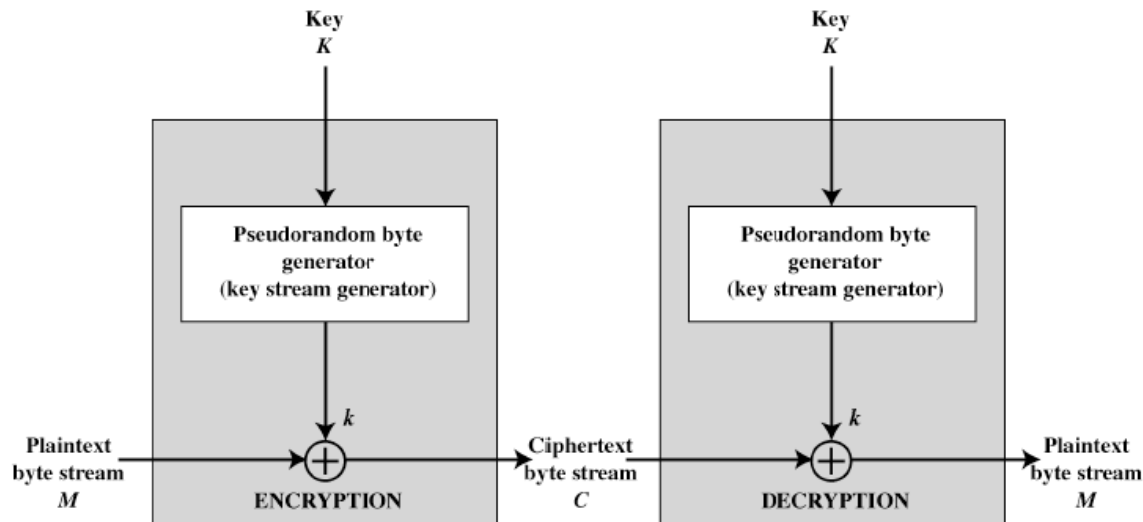 Key
K
Key
K
Pseudorandom byte
generator
(key stream generator)
Pseudorandom byte
generator
(key stream generator)
k
k
Plaintext
byte stream
M
ENCRYPTION
Ciphertext
byte stream
C
DECRYPTION
Plaintext
byte stream
M